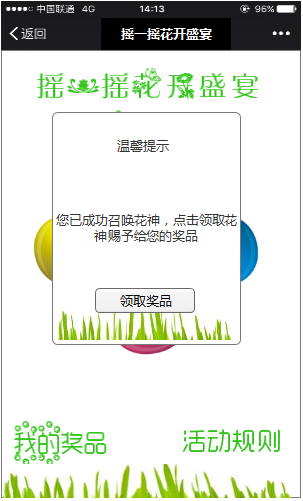 中国联通 4G 14:13 96%
返回 摇一摇花开盛宴
摇一摇花开盛宴
温馨提示
您已成功召唤花神，点击领取花
神赐予给您的奖品
领取奖品
我的奖品 活动规则